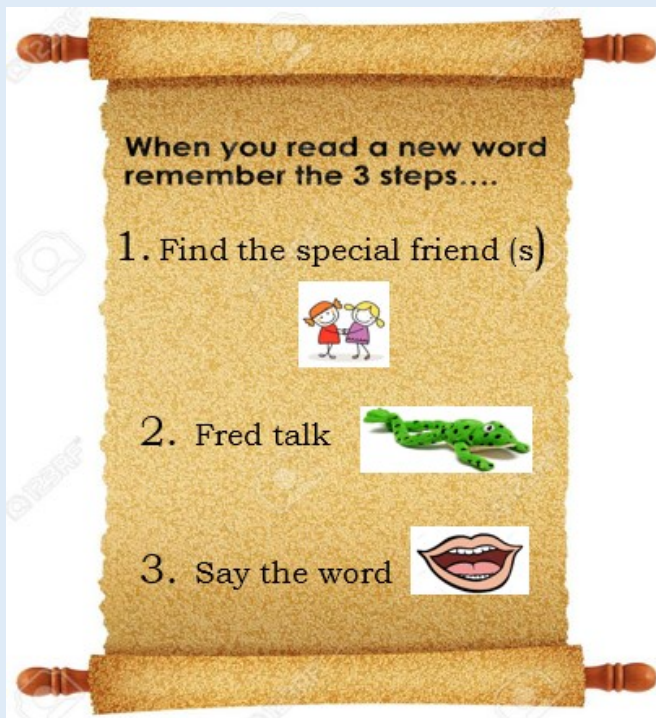 When you read a new word
remember the 3 steps....
1. Find the special friend (s)
2. Fred talk
3. Say the word
123RF